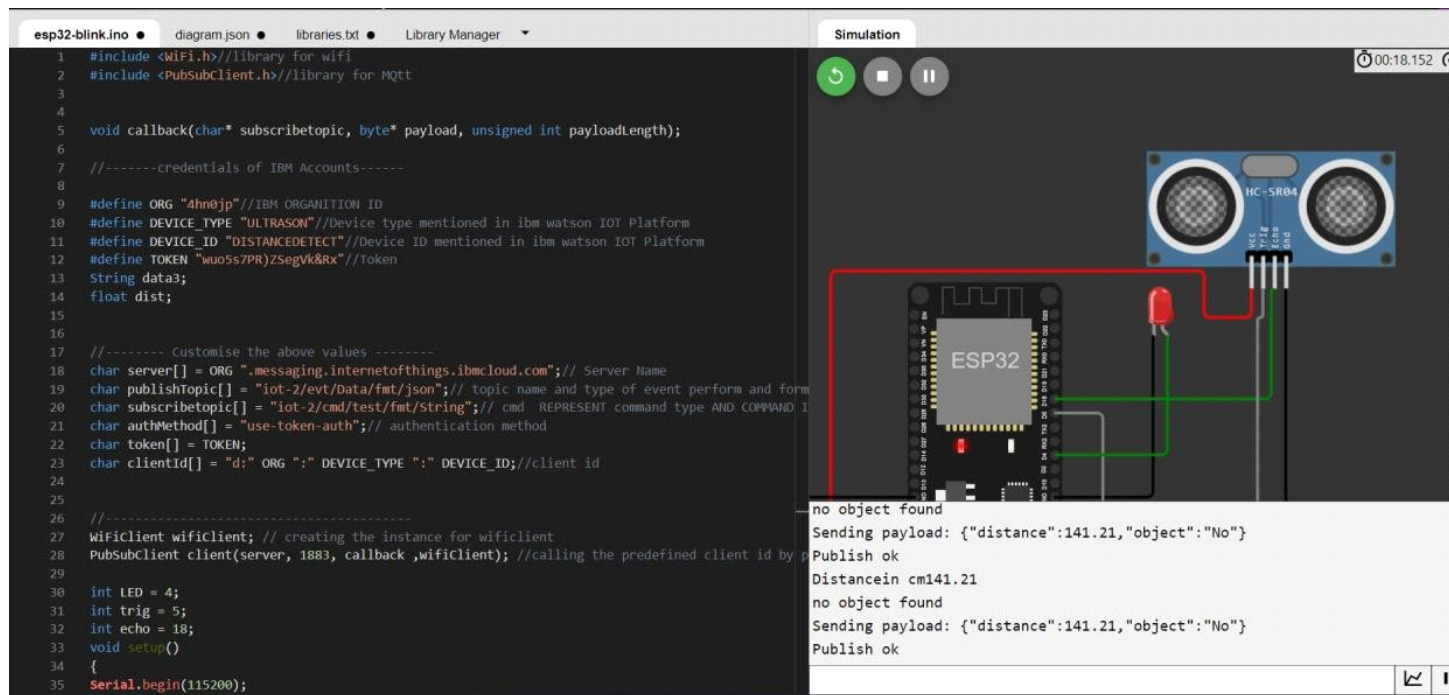 esp32-blink.ino ● diagram.json ● libraries.txt ● Library Manager
1 #include <WiFi.h>//library for wifi
2 #include <PubSubClient.h>//library for MQtt
3
4
5 void callback(char* subscribetopic, byte* payload, unsigned int payloadLength);
6
7 //-------credentials of IBM Accounts------
8
9 #define ORG "4hn0jp"//IBM ORGANITION ID
10 #define DEVICE_TYPE "ULTRASON"//Device type mentioned in ibm watson IOT Platform
11 #define DEVICE_ID "DISTANCEDETECT"//Device ID mentioned in ibm watson IOT Platform
12 #define TOKEN "wuo5s7PR)ZSegVk&Rx"//Token
13 String data3;
14 float dist;
15
16
17 //-------- Customise the above values --------
18 char server[] = ORG ".messaging.internetofthings.ibmcloud.com";// Server Name
19 char publishTopic[] = "iot-2/evt/Data/fmt/json";// topic name and type of event perform and form
20 char subscribetopic[] = "iot-2/cmd/test/fmt/String";// cmd REPRESENT command type AND COMMAND I
21 char authMethod[] = "use-token-auth";// authentication method
22 char token[] = TOKEN;
23 char clientId[] = "d:" ORG ":" DEVICE_TYPE ":" DEVICE_ID;//client id
24
25
26 //-----------------------------------------
27 WiFiClient wifiClient; // creating the instance for wificlient
28 PubSubClient client(server, 1883, callback ,wifiClient); //calling the predefined client id by p
29
30 int LED = 4;
31 int trig = 5;
32 int echo = 18;
33 void setup()
34 {
35 Serial.begin(115200);
Simulation
00:18.152
HC-SR04
Vcc
Trig
Echo
Gnd
ESP32
no object found
Sending payload: {"distance":141.21,"object":"No"}
Publish ok
Distancein cm141.21
no object found
Sending payload: {"distance":141.21,"object":"No"}
Publish ok